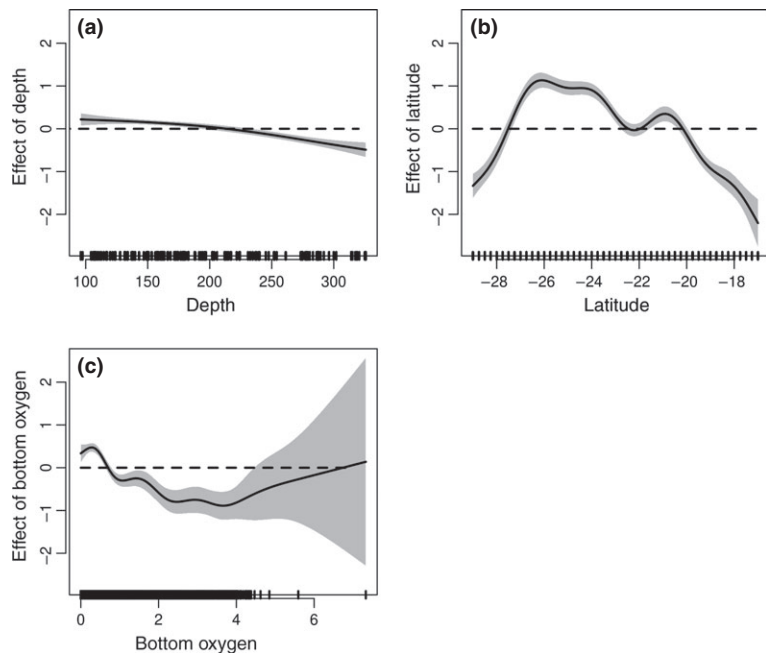 (a)
Effect of depth
2
1
0
−1
−2
100 150 200 250 300
Depth
(b)
Effect of latitude
2
1
0
−1
−2
−28 −26 −24 −22 −20 −18
Latitude
(c)
Effect of bottom oxygen
2
1
0
−1
−2
0 2 4 6
Bottom oxygen